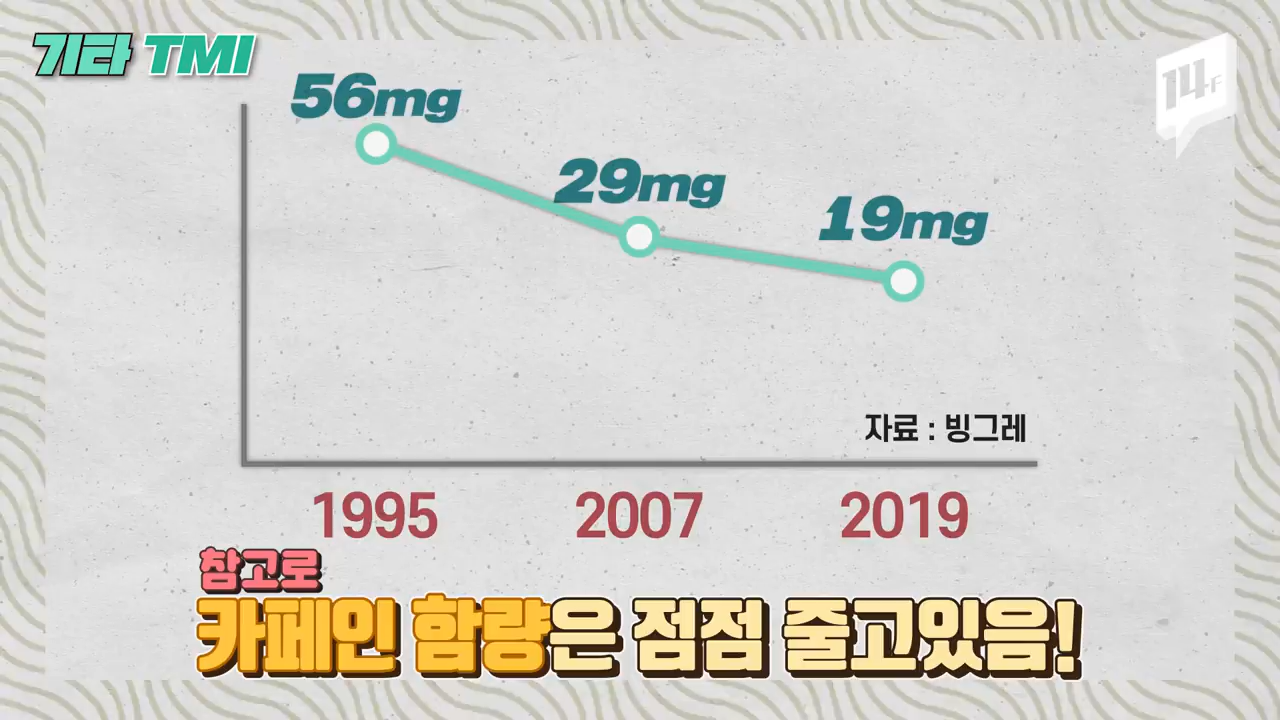 기타 TMI
14F
56mg
29mg
19mg
자료 : 빙그레
1995 2007 2019
참고로
카페인 함량은 점점 줄고있음!